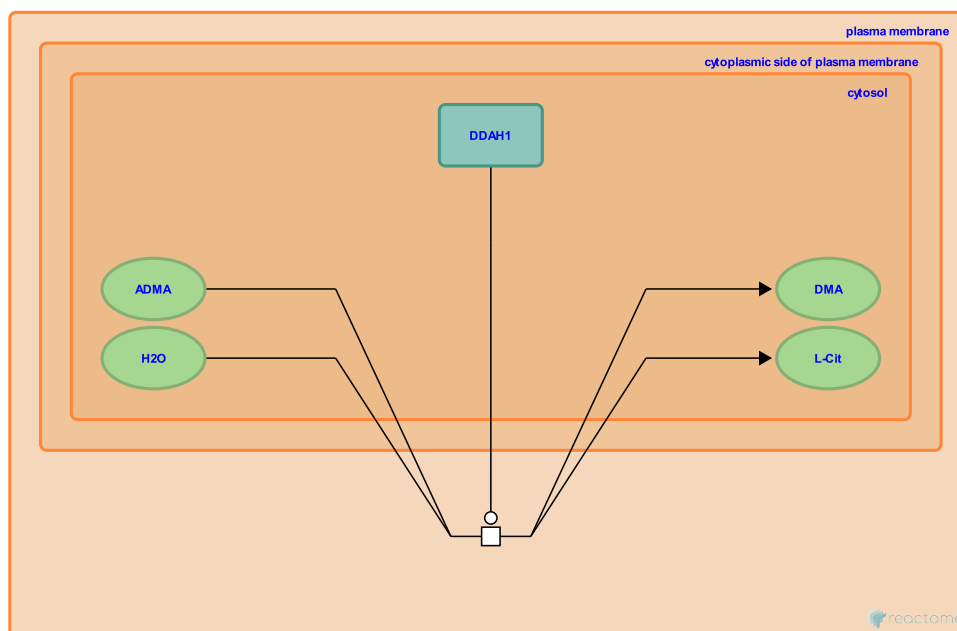 plasma membrane
cytoplasmic side of plasma membrane
cytosol
DDAH1
ADMA
DMA
H2O
L-Cit
reactome